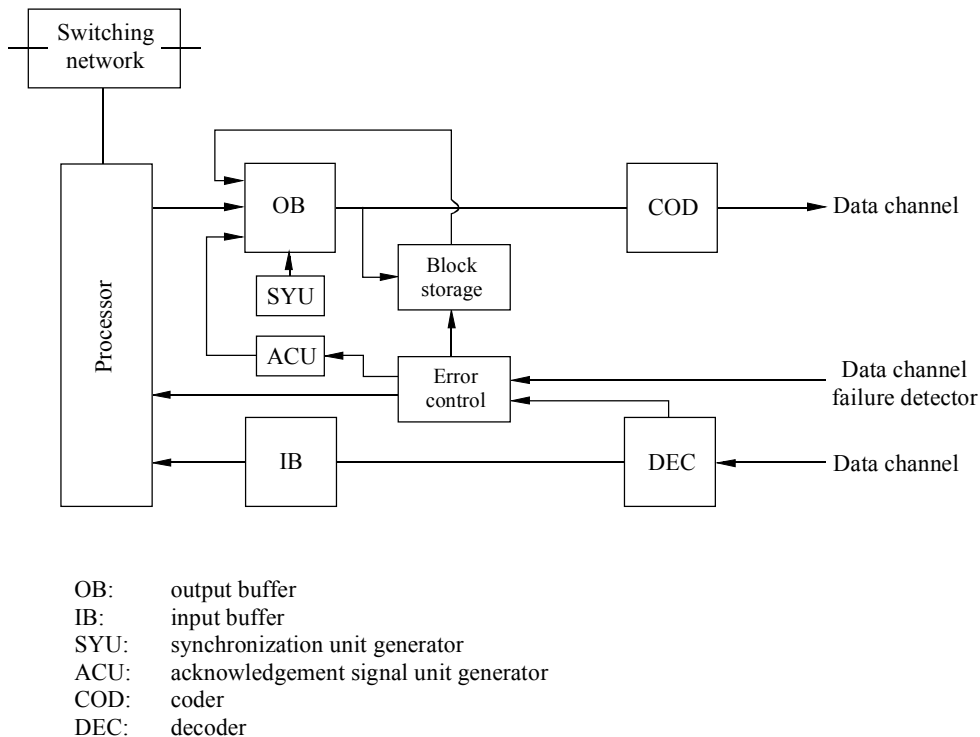 Switching
network
OB
COD
Data channel
Block
storage
SYU
Processor
ACU
Error
control
Data channel
failure detector
IB
DEC
Data channel
OB: output buffer
IB: input buffer
SYU: synchronization unit generator
ACU: acknowledgement signal unit generator
COD: coder
DEC: decoder